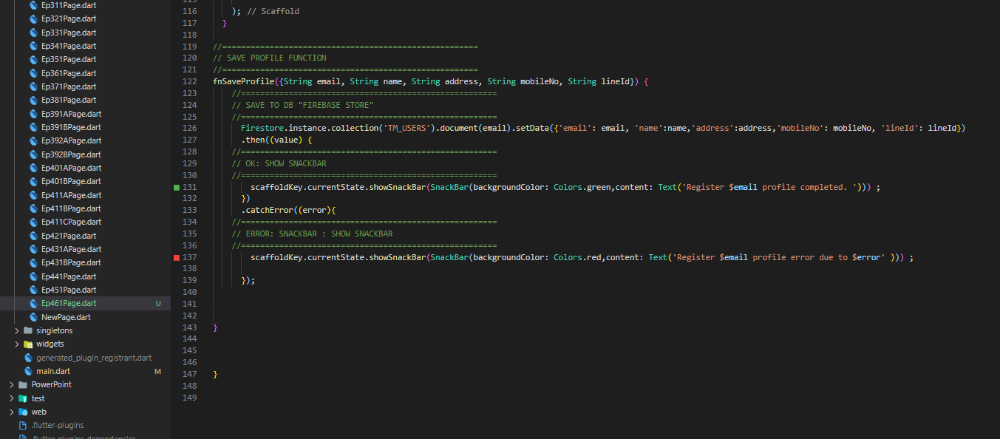 Ep311Page.dart
Ep321Page.dart
Ep331Page.dart
Ep341Page.dart
Ep351Page.dart
Ep361Page.dart
Ep371Page.dart
Ep381Page.dart
Ep391APage.dart
Ep391BPage.dart
Ep392APage.dart
Ep392BPage.dart
Ep401APage.dart
Ep401BPage.dart
Ep411APage.dart
Ep411BPage.dart
Ep411CPage.dart
Ep421Page.dart
Ep431APage.dart
Ep431BPage.dart
Ep441Page.dart
Ep451Page.dart
Ep461Page.dart U
NewPage.dart
singletons
widgets
generated_plugin_registrant.dart
main.dart M
PowerPoint
test
web
.flutter-plugins
.flutter-plugins-dependencies
115
116 ); // Scaffold
117 }
118
119 //======================================================
120 // SAVE PROFILE FUNCTION
121 //======================================================
122 fnSaveProfile({String email, String name, String address, String mobileNo, String lineId}) {
123 //======================================================
124 // SAVE TO DB "FIREBASE STORE"
125 //======================================================
126 Firestore.instance.collection('TM_USERS').document(email).setData({'email': email, 'name':name,'address':address,'mobileNo': mobileNo, 'lineId': lineId})
127 .then((value) {
128 //======================================================
129 // OK: SHOW SNACKBAR
130 //======================================================
131 scaffoldKey.currentState.showSnackBar(SnackBar(backgroundColor: Colors.green,content: Text('Register $email profile completed. '))) ;
132 })
133 .catchError((error){
134 //======================================================
135 // ERROR: SNACKBAR : SHOW SNACKBAR
136 //======================================================
137 scaffoldKey.currentState.showSnackBar(SnackBar(backgroundColor: Colors.red,content: Text('Register $email profile error due to $error' ))) ;
138
139 });
140
141
142
143 }
144
145
146
147 }
148
149